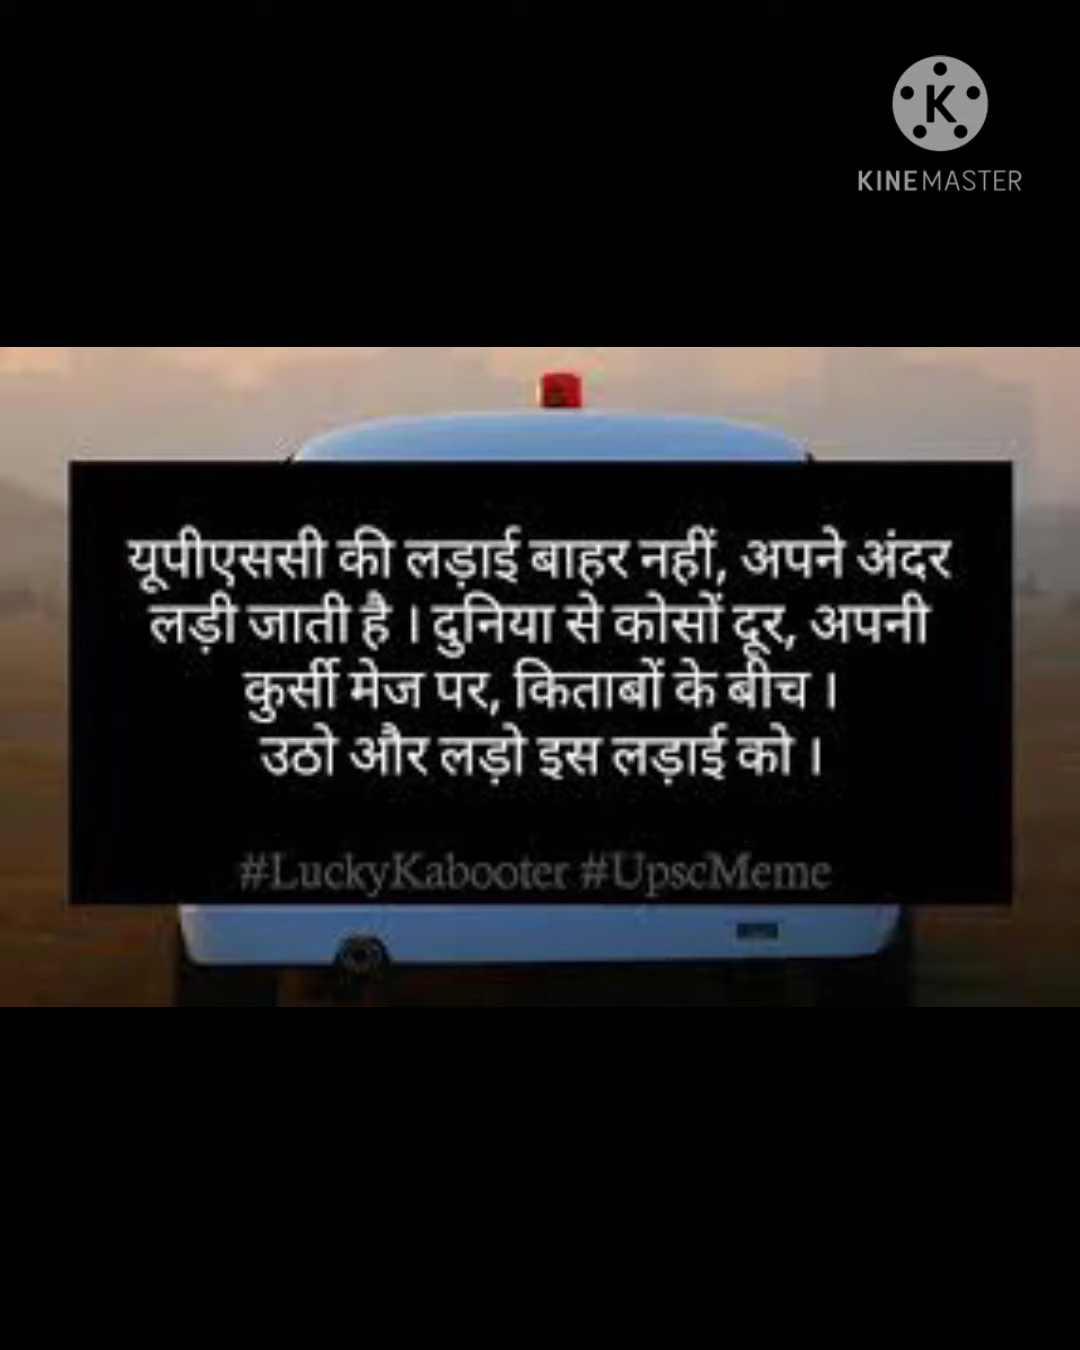 K
KINEMASTER
यूपीएससी की लड़ाई बाहर नहीं, अपने अंदर
लड़ी जाती है । दुनिया से कोसों दूर, अपनी
कुर्सी मेज पर, किताबों के बीच ।
उठो और लड़ो इस लड़ाई को ।
#LuckyKabooter #UpscMeme